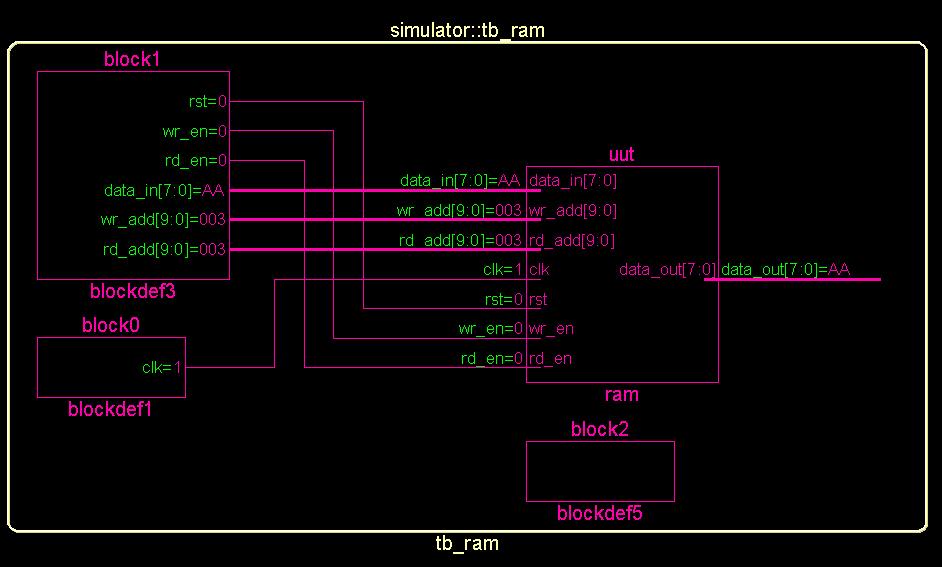 simulator::tb_ram
block1
rst=0
wr_en=0
rd_en=0
data_in[7:0]=AA
wr_add[9:0]=003
rd_add[9:0]=003
blockdef3
block0
clk=1
blockdef1
uut
data_in[7:0]=AA data_in[7:0]
wr_add[9:0]=003 wr_add[9:0]
rd_add[9:0]=003 rd_add[9:0]
clk=1 clk data_out[7:0] data_out[7:0]=AA
rst=0 rst
wr_en=0 wr_en
rd_en=0 rd_en
ram
block2
blockdef5
tb_ram